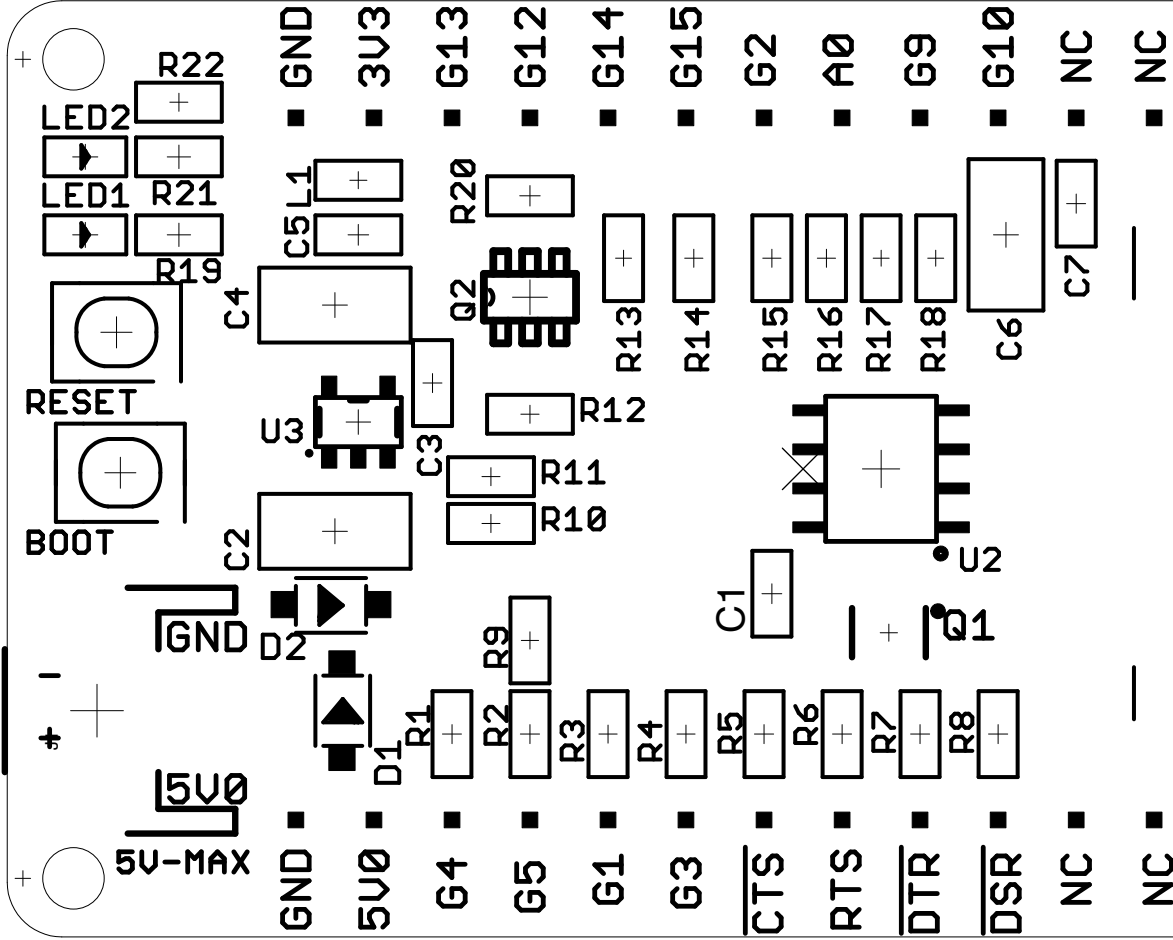 GND
3V3
G13
G12
G14
G15
G2
A0
G9
G10
NC
NC
R22
LED2
R21
LED1
R19
L1
C5
R20
C4
Q2
R13
R14
R15
R16
R17
R18
C6
C7
RESET
U3
C3
R12
R11
R10
BOOT
C2
U2
C1
Q1
GND
D2
R9
-
+
D1
R1
R2
R3
R4
R5
R6
R7
R8
5V0
5V-MAX
GND
5V0
G4
G5
G1
G3
CTS
RTS
DTR
DSR
NC
NC